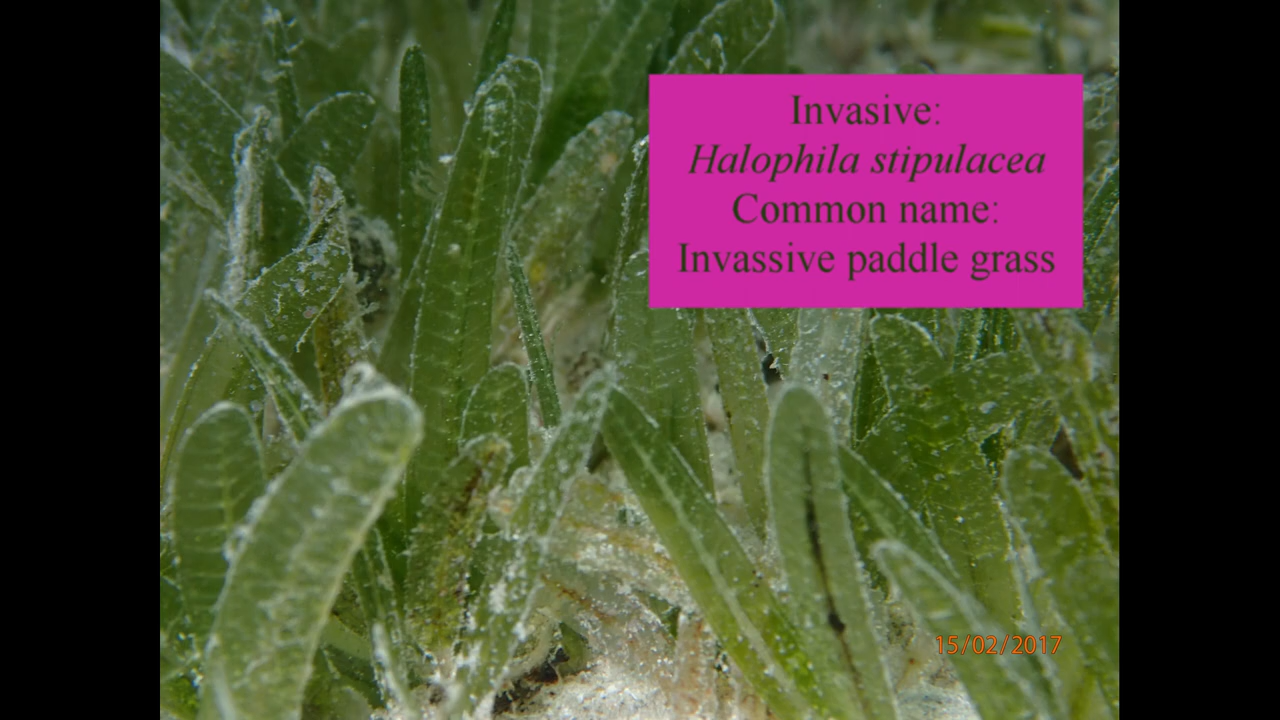 Invasive:
Halophila stipulacea
Common name:
Invassive paddle grass
15/02/2017